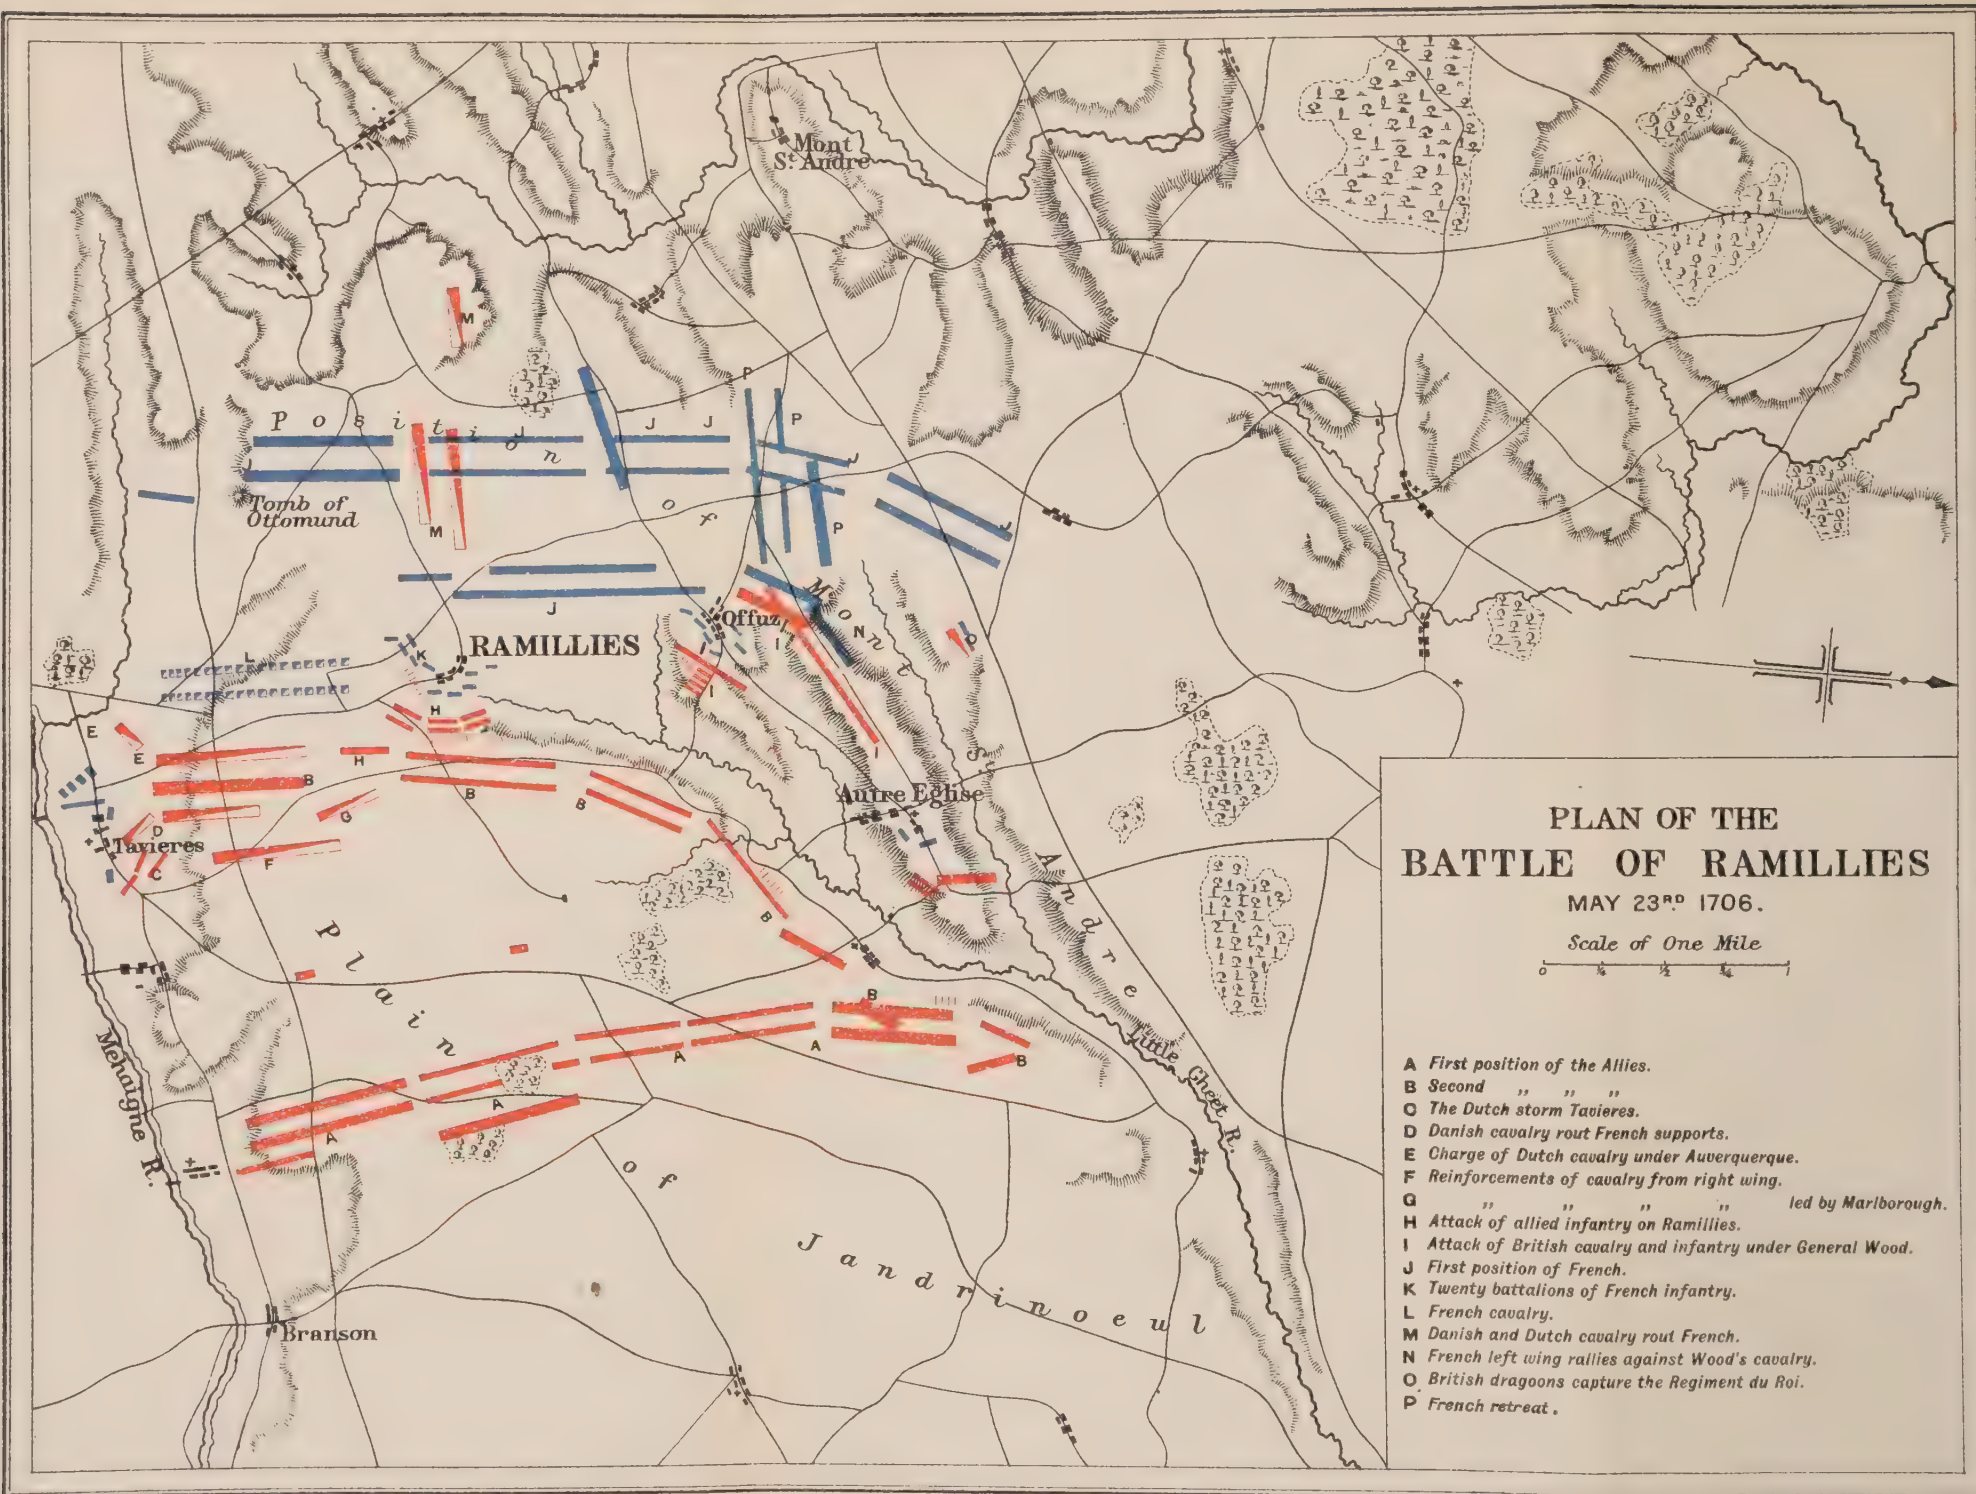 Mont
St. Andre
Position
of
Mont
St.
Andre
Tomb of
Ottomund
M
P
P
J
J
J
J
J
J
M
P
J
L
K
RAMILLIES
Offuz
I
N
O
I
I
H
E
E
H
B
B
B
G
D
Tavieres
C
F
Autre Eglise
B
B
A
A
A
A
B
Plain
of
Jandrinoeul
Mehaigne R.
Little Gheet R.
Branson
PLAN OF THE
BATTLE OF RAMILLIES
MAY 23RD 1706.
Scale of One Mile
0 ¼ ½ ¾ 1
A First position of the Allies.
B Second " " "
C The Dutch storm Tavieres.
D Danish cavalry rout French supports.
E Charge of Dutch cavalry under Auverquerque.
F Reinforcements of cavalry from right wing.
G " " " " led by Marlborough.
H Attack of allied infantry on Ramillies.
I Attack of British cavalry and infantry under General Wood.
J First position of French.
K Twenty battalions of French infantry.
L French cavalry.
M Danish and Dutch cavalry rout French.
N French left wing rallies against Wood's cavalry.
O British dragoons capture the Regiment du Roi.
P French retreat.